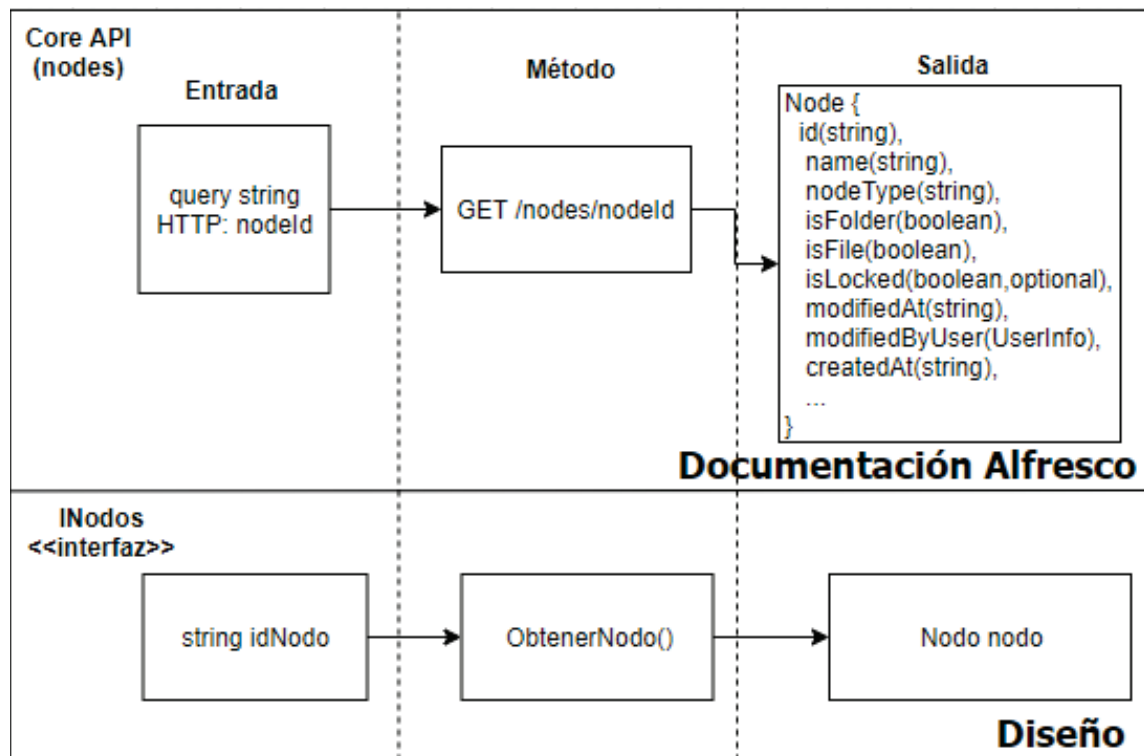 Core API
(nodes)
Entrada
Método
Salida
query string
HTTP: nodeId
GET /nodes/nodeId
Node {
id(string),
name(string),
nodeType(string),
isFolder(boolean),
isFile(boolean),
isLocked(boolean,optional),
modifiedAt(string),
modifiedByUser(UserInfo),
createdAt(string),
...
}
Documentación Alfresco
INodos
<<interfaz>>
string idNodo
ObtenerNodo()
Nodo nodo
Diseño